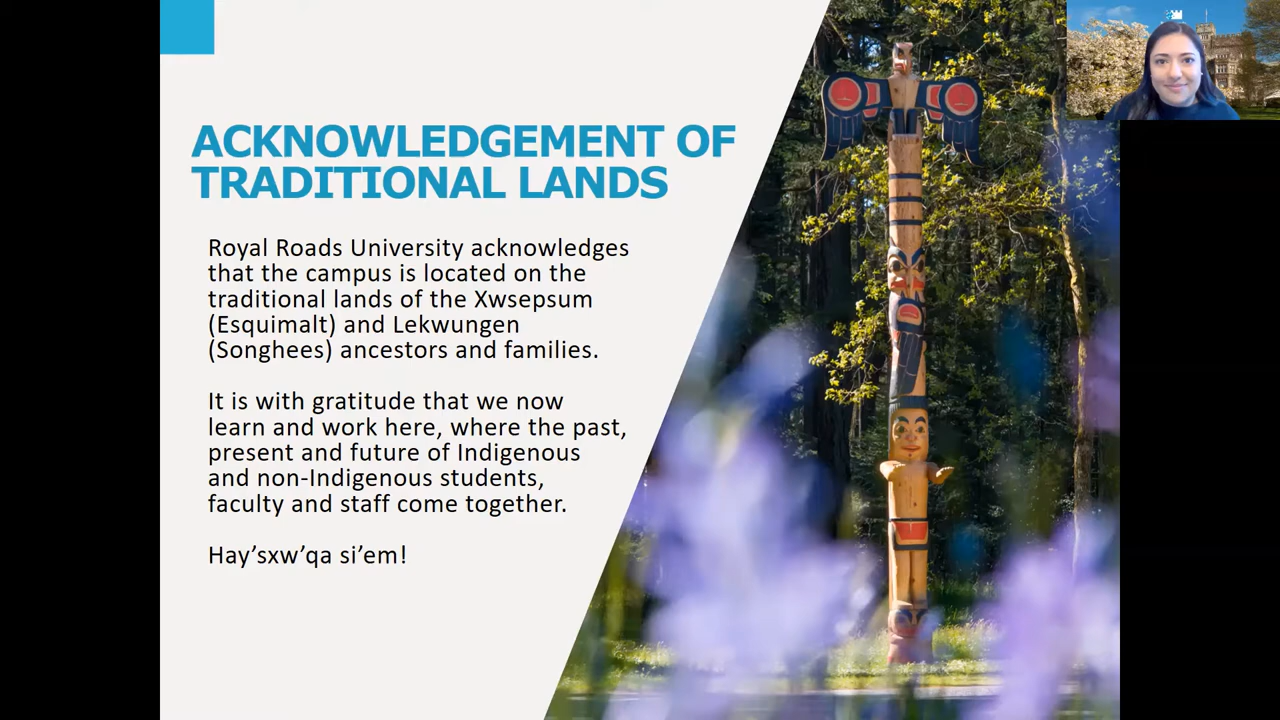 ACKNOWLEDGEMENT OF
TRADITIONAL LANDS
Royal Roads University acknowledges
that the campus is located on the
traditional lands of the Xwsepsum
(Esquimalt) and Lekwungen
(Songhees) ancestors and families.
It is with gratitude that we now
learn and work here, where the past,
present and future of Indigenous
and non-Indigenous students,
faculty and staff come together.
Hay’sxw’qa si’em!